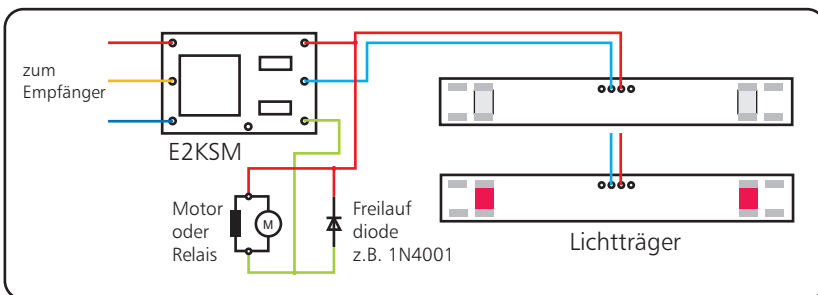 zum
Empfänger
E2KSM
Motor
oder
Relais
M
Freilauf
diode
z.B. 1N4001
Lichtträger